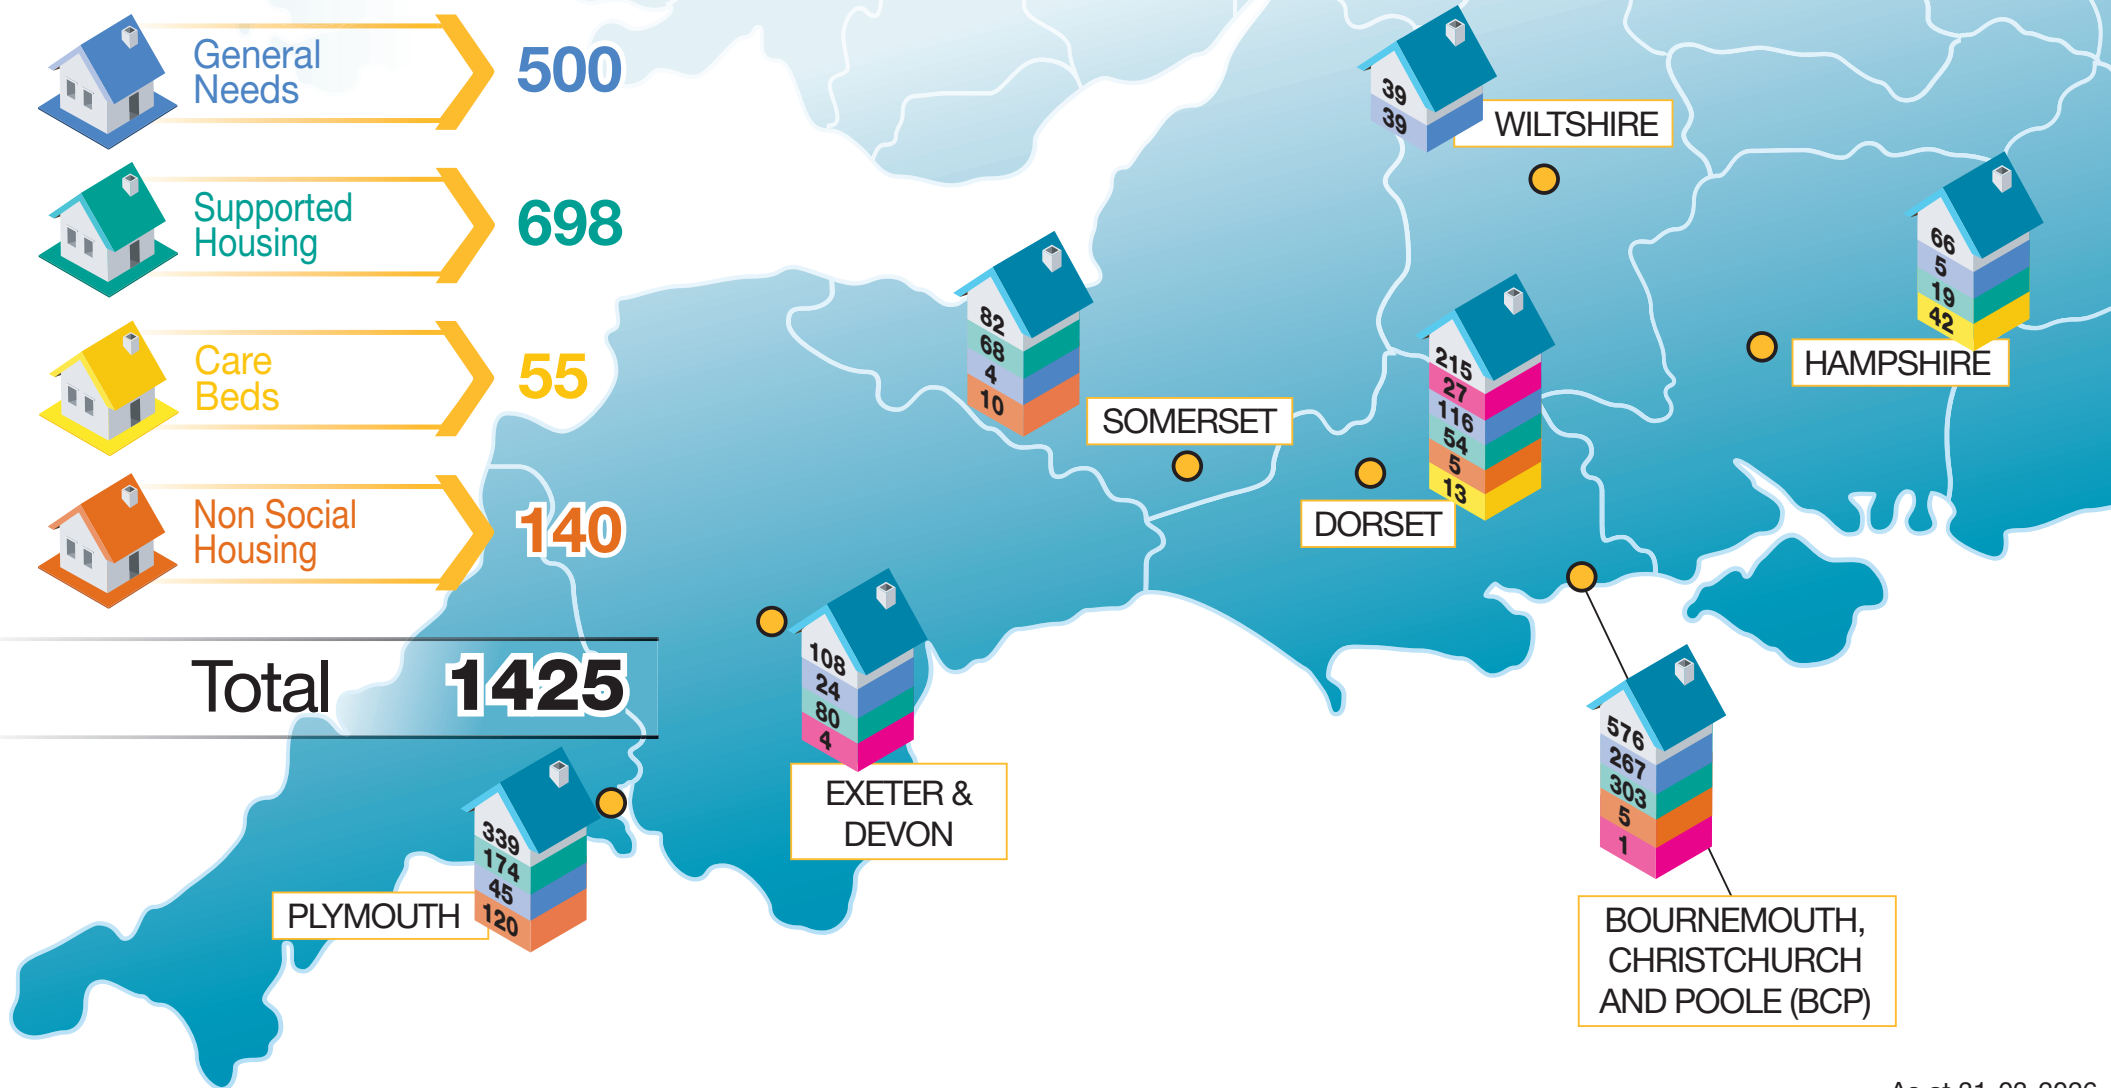 General
Needs
500
Supported
Housing
698
Care
Beds
55
Non Social
Housing
140
Total 1425
39
39
WILTSHIRE
66
5
19
42
HAMPSHIRE
82
68
4
10
SOMERSET
215
27
116
54
5
13
DORSET
108
24
80
4
EXETER &
DEVON
339
174
45
120
PLYMOUTH
576
267
303
5
1
BOURNEMOUTH,
CHRISTCHURCH
AND POOLE (BCP)